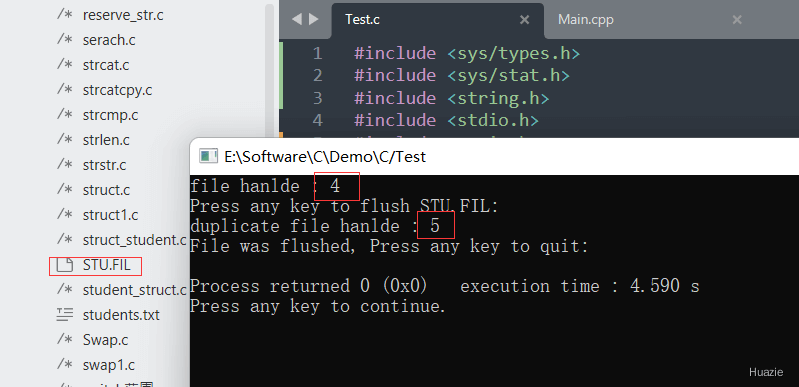 reserve_str.c
serach.c
strcat.c
strcatcpy.c
strcmp.c
strlen.c
strstr.c
struct.c
struct1.c
struct_student.c
STU.FIL
student_struct.c
students.txt
Swap.c
swap1.c
Test.c
Main.cpp
1 #include <sys/types.h>
2 #include <sys/stat.h>
3 #include <string.h>
4 #include <stdio.h>
E:\Software\C\Demo\C/Test
file hanlde : 4
Press any key to flush STU.FIL:
duplicate file hanlde : 5
File was flushed, Press any key to quit:
Process returned 0 (0x0) execution time : 4.590 s
Press any key to continue.
Huazie